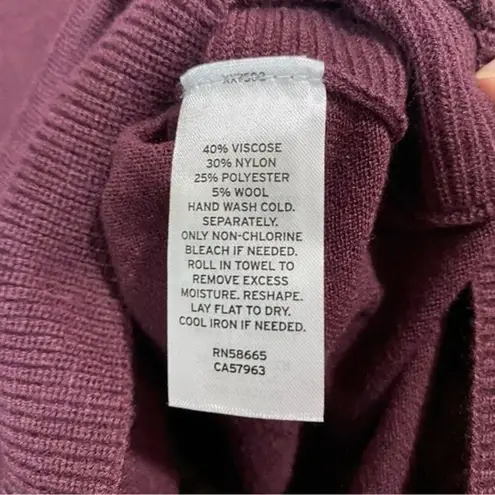 40% VISCOSE
30% NYLON
25% POLYESTER
5% WOOL
HAND WASH COLD.
SEPARATELY.
ONLY NON-CHLORINE
BLEACH IF NEEDED.
ROLL IN TOWEL TO
REMOVE EXCESS
MOISTURE. RESHAPE.
LAY FLAT TO DRY.
COOL IRON IF NEEDED.
RN58665
CA57963